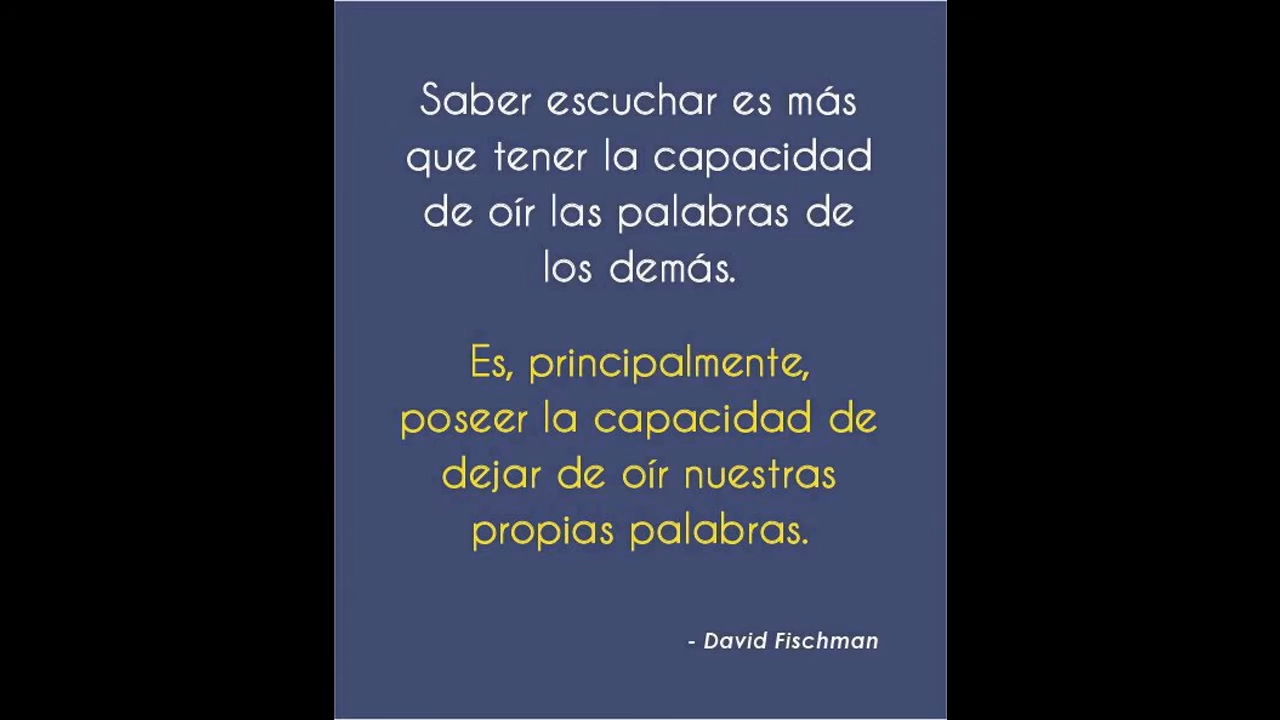 Saber escuchar es más
que tener la capacidad
de oír las palabras de
los demás.
Es, principalmente,
poseer la capacidad de
dejar de oír nuestras
propias palabras.
- David Fischman